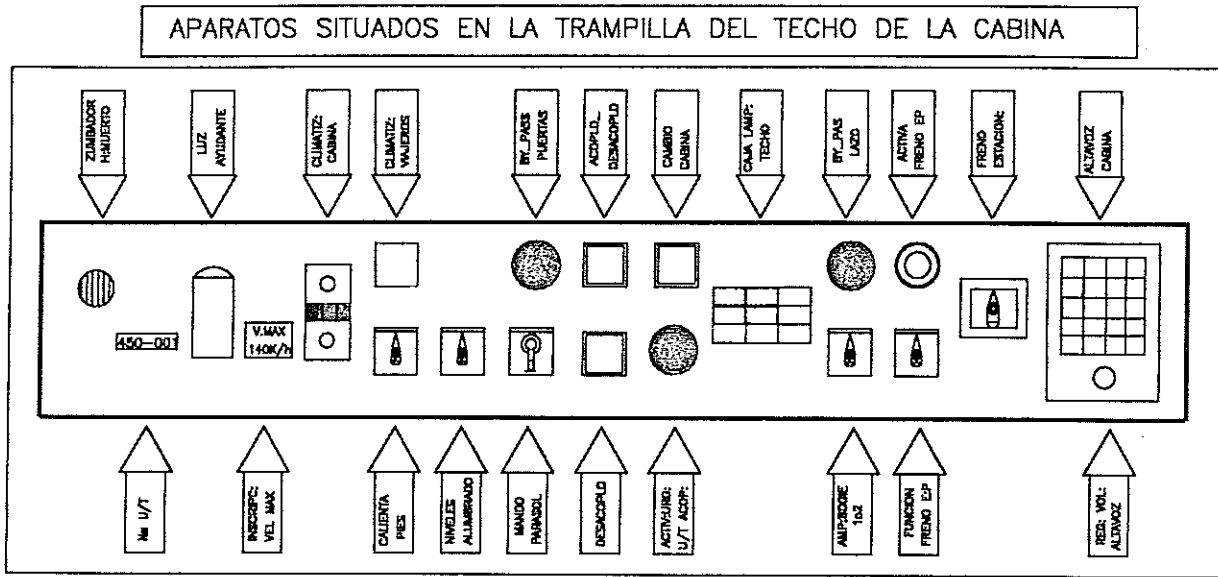 APARATOS SITUADOS EN LA TRAMPILLA DEL TECHO DE LA CABINA
ZUMBADOR
H:MUERTO
LUZ
AYUDANTE
CLIMATIZ:
CABINA
CLIMATIZ:
VIAJEROS
BY_PASS
PUERTAS
ACOPLO_
DESACOPLO
CAMBIO
CABINA
CAJA LAMP:
TECHO
BY_PAS
LAZO
ACTIVA
FRENO EP
FRENO
ESTACION:
ALTAVOZ
CABINA
450-001
V.MAX
140K/h
Nº U/T
INSCRIPC:
VEL MAX
CALIENTA
PIES
NIVELES
ALUMBRADO
MANDO
PARASOL
DESACOPLO
ACTIV:URG:
U/T ACOP:
AMP:BOGIE
1o2
FUNCION
FRENO E:P
REG: VOL:
ALTAVOZ